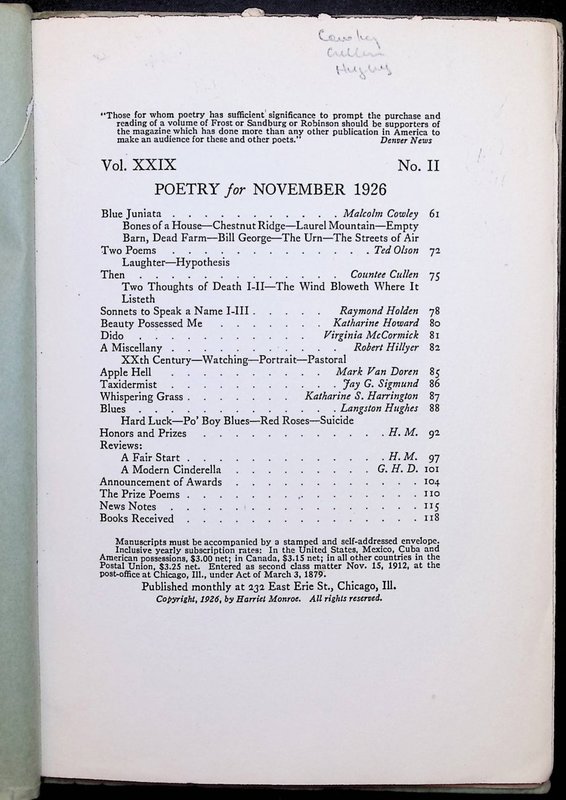 Cowley
Cullen
Hughes
"Those for whom poetry has sufficient significance to prompt the purchase and
reading of a volume of Frost or Sandburg or Robinson should be supporters of
the magazine which has done more than any other publication in America to
make an audience for these and other poets." Denver News
Vol. XXIX No. II
POETRY for NOVEMBER 1926
Blue Juniata . . . . . . . . . . . . Malcolm Cowley 61
Bones of a House—Chestnut Ridge—Laurel Mountain—Empty
Barn, Dead Farm—Bill George—The Urn—The Streets of Air
Two Poems . . . . . . . . . . . . . . Ted Olson 72
Laughter—Hypothesis
Then . . . . . . . . . . . . . . Countee Cullen 75
Two Thoughts of Death I-II—The Wind Bloweth Where It
Listeth
Sonnets to Speak a Name I-III . . . . . Raymond Holden 78
Beauty Possessed Me . . . . . . . Katharine Howard 80
Dido . . . . . . . . . . . . Virginia McCormick 81
A Miscellany . . . . . . . . . . . . Robert Hillyer 82
XXth Century—Watching—Portrait—Pastoral
Apple Hell . . . . . . . . . . . . Mark Van Doren 85
Taxidermist . . . . . . . . . . . Jay G. Sigmund 86
Whispering Grass . . . . . . . . Katharine S. Harrington 87
Blues . . . . . . . . . . . . . . Langston Hughes 88
Hard Luck—Po' Boy Blues—Red Roses—Suicide
Honors and Prizes . . . . . . . . . . . . H. M. 92
Reviews:
A Fair Start . . . . . . . . . . . . . H. M. 97
A Modern Cinderella . . . . . . . . . G. H. D. 101
Announcement of Awards . . . . . . . . . . . . 104
The Prize Poems . . . . . . . . . . . . . . . 110
News Notes . . . . . . . . . . . . . . . . 115
Books Received . . . . . . . . . . . . . . . 118
Manuscripts must be accompanied by a stamped and self-addressed envelope.
Inclusive yearly subscription rates: In the United States, Mexico, Cuba and
American possessions, $3.00 net; in Canada, $3.15 net; in all other countries in the
Postal Union, $3.25 net. Entered as second class matter Nov. 15, 1912, at the
post-office at Chicago, Ill., under Act of March 3, 1879.
Published monthly at 232 East Erie St., Chicago, Ill.
Copyright, 1926, by Harriet Monroe. All rights reserved.